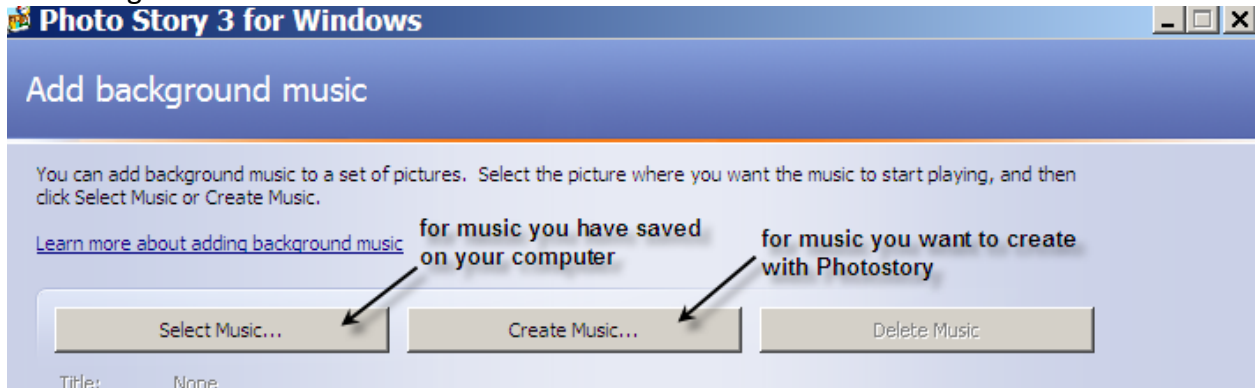 Photo Story 3 for Windows
Add background music
You can add background music to a set of pictures. Select the picture where you want the music to start playing, and then
click Select Music or Create Music.
Learn more about adding background music
for music you have saved
on your computer
for music you want to create
with Photostory
Select Music...
Create Music...
Delete Music
Title: None